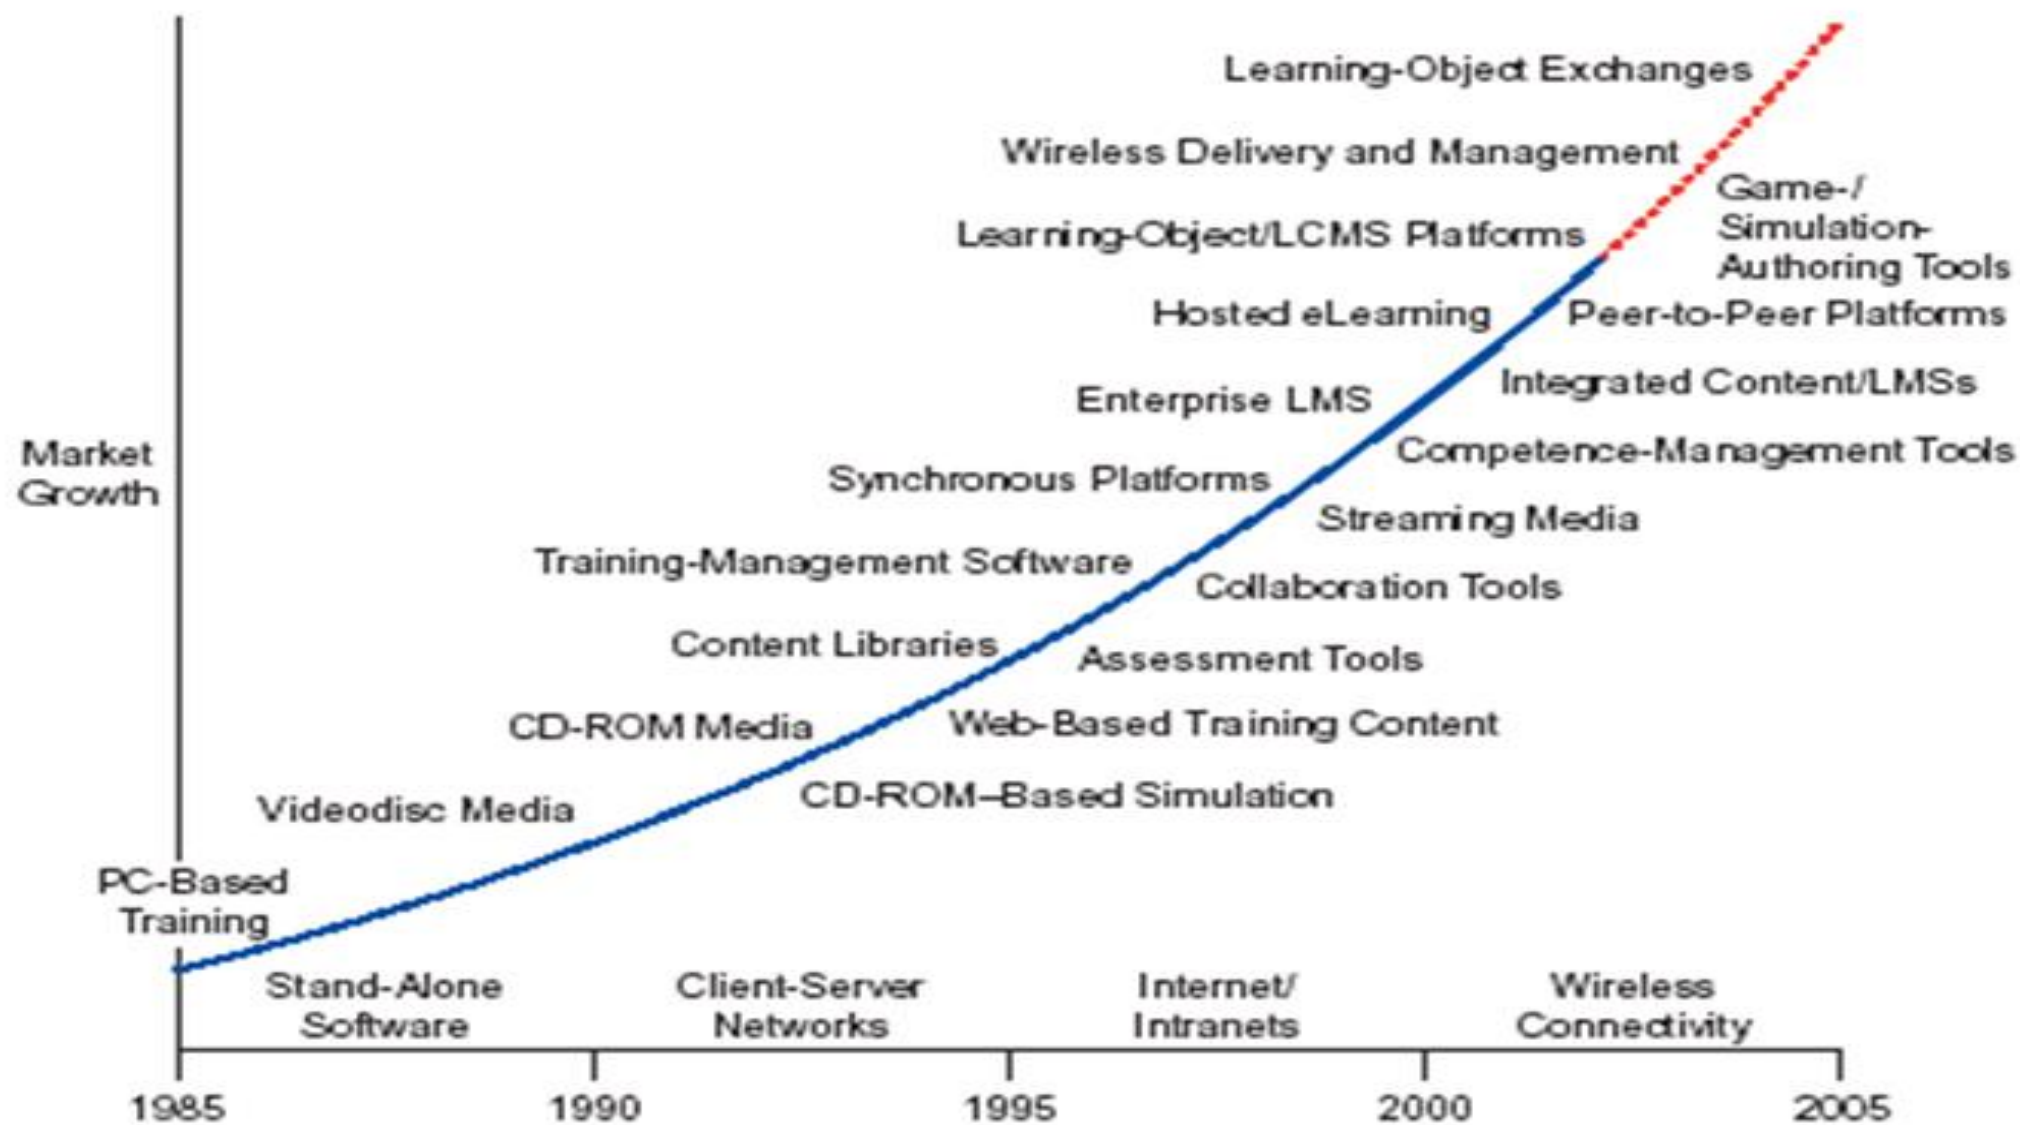 Learning-Object Exchanges
Wireless Delivery and Management
Game-/
Simulation-
Authoring Tools
Learning-Object/LCMS Platforms
Hosted eLearning
Peer-to-Peer Platforms
Integrated Content/LMSs
Enterprise LMS
Competence-Management Tools
Market
Growth
Synchronous Platforms
Streaming Media
Training-Management Software
Collaboration Tools
Content Libraries
Assessment Tools
CD-ROM Media
Web-Based Training Content
Videodisc Media
CD-ROM–Based Simulation
PC-Based
Training
Stand-Alone
Software
Client-Server
Networks
Internet/
Intranets
Wireless
Connectivity
1985
1990
1995
2000
2005